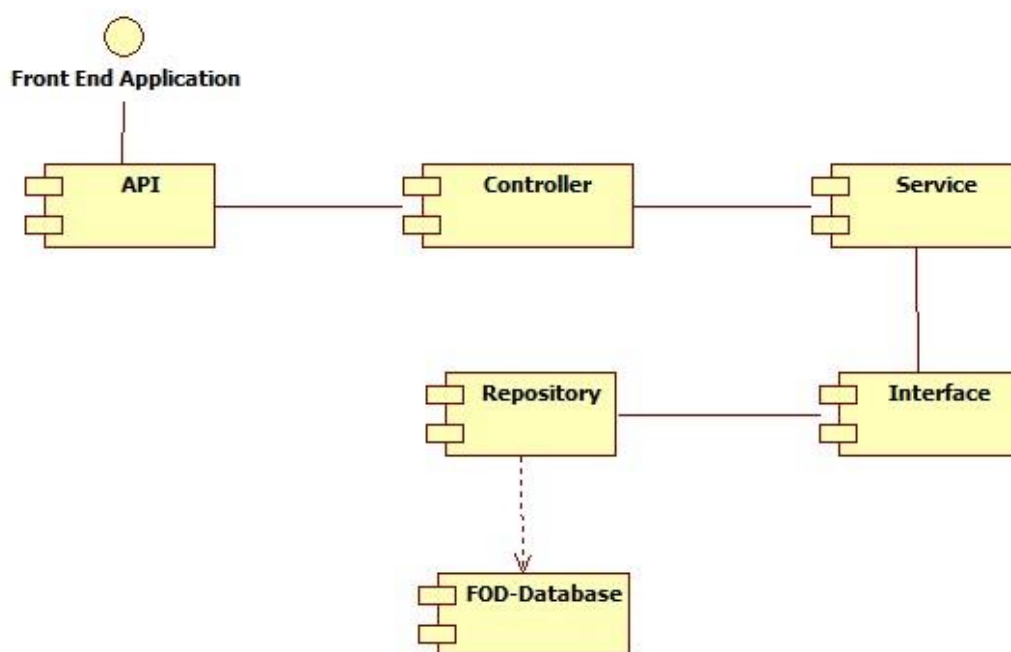 Front End Application
API
Controller
Service
Repository
Interface
FOD-Database